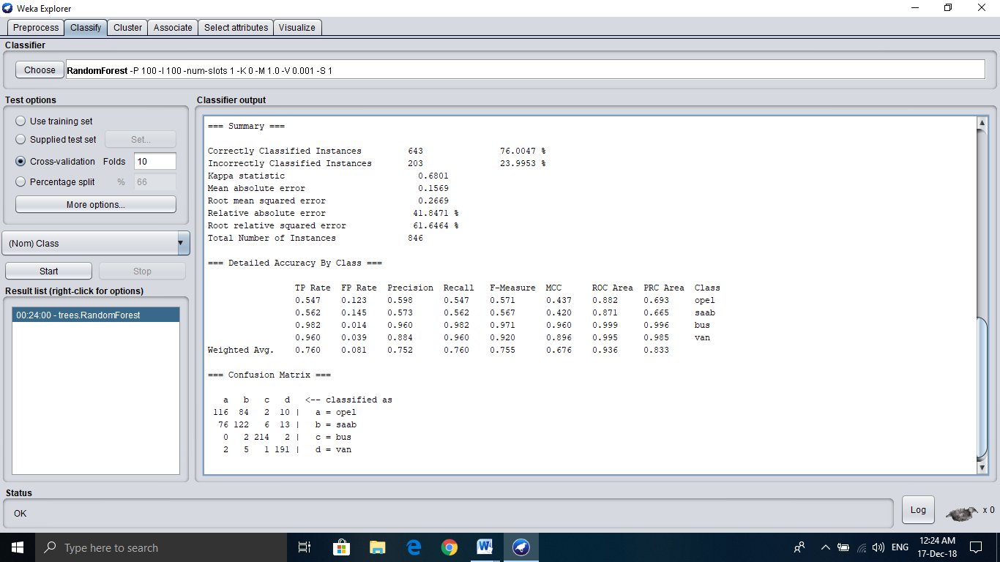 Weka Explorer
Preprocess Classify Cluster Associate Select attributes Visualize
Classifier
Choose RandomForest -P 100 -I 100 -num-slots 1 -K 0 -M 1.0 -V 0.001 -S 1
Test options
Use training set
Supplied test set Set...
Cross-validation Folds 10
Percentage split % 66
More options...
(Nom) Class
Start Stop
Result list (right-click for options)
00:24:00 - trees.RandomForest
Classifier output
=== Summary ===
Correctly Classified Instances 643 76.0047 %
Incorrectly Classified Instances 203 23.9953 %
Kappa statistic 0.6801
Mean absolute error 0.1569
Root mean squared error 0.2669
Relative absolute error 41.8471 %
Root relative squared error 61.6464 %
Total Number of Instances 846
=== Detailed Accuracy By Class ===
TP Rate FP Rate Precision Recall F-Measure MCC ROC Area PRC Area Class
0.547 0.123 0.598 0.547 0.571 0.437 0.882 0.693 opel
0.562 0.145 0.573 0.562 0.567 0.420 0.871 0.665 saab
0.982 0.014 0.960 0.982 0.971 0.960 0.999 0.996 bus
0.960 0.039 0.884 0.960 0.920 0.896 0.995 0.985 van
Weighted Avg. 0.760 0.081 0.752 0.760 0.755 0.676 0.936 0.833
=== Confusion Matrix ===
a b c d <-- classified as
116 84 2 10 | a = opel
76 122 6 13 | b = saab
0 2 214 2 | c = bus
2 5 1 191 | d = van
Status
OK
Log
x 0
Type here to search
ENG
12:24 AM
17-Dec-18